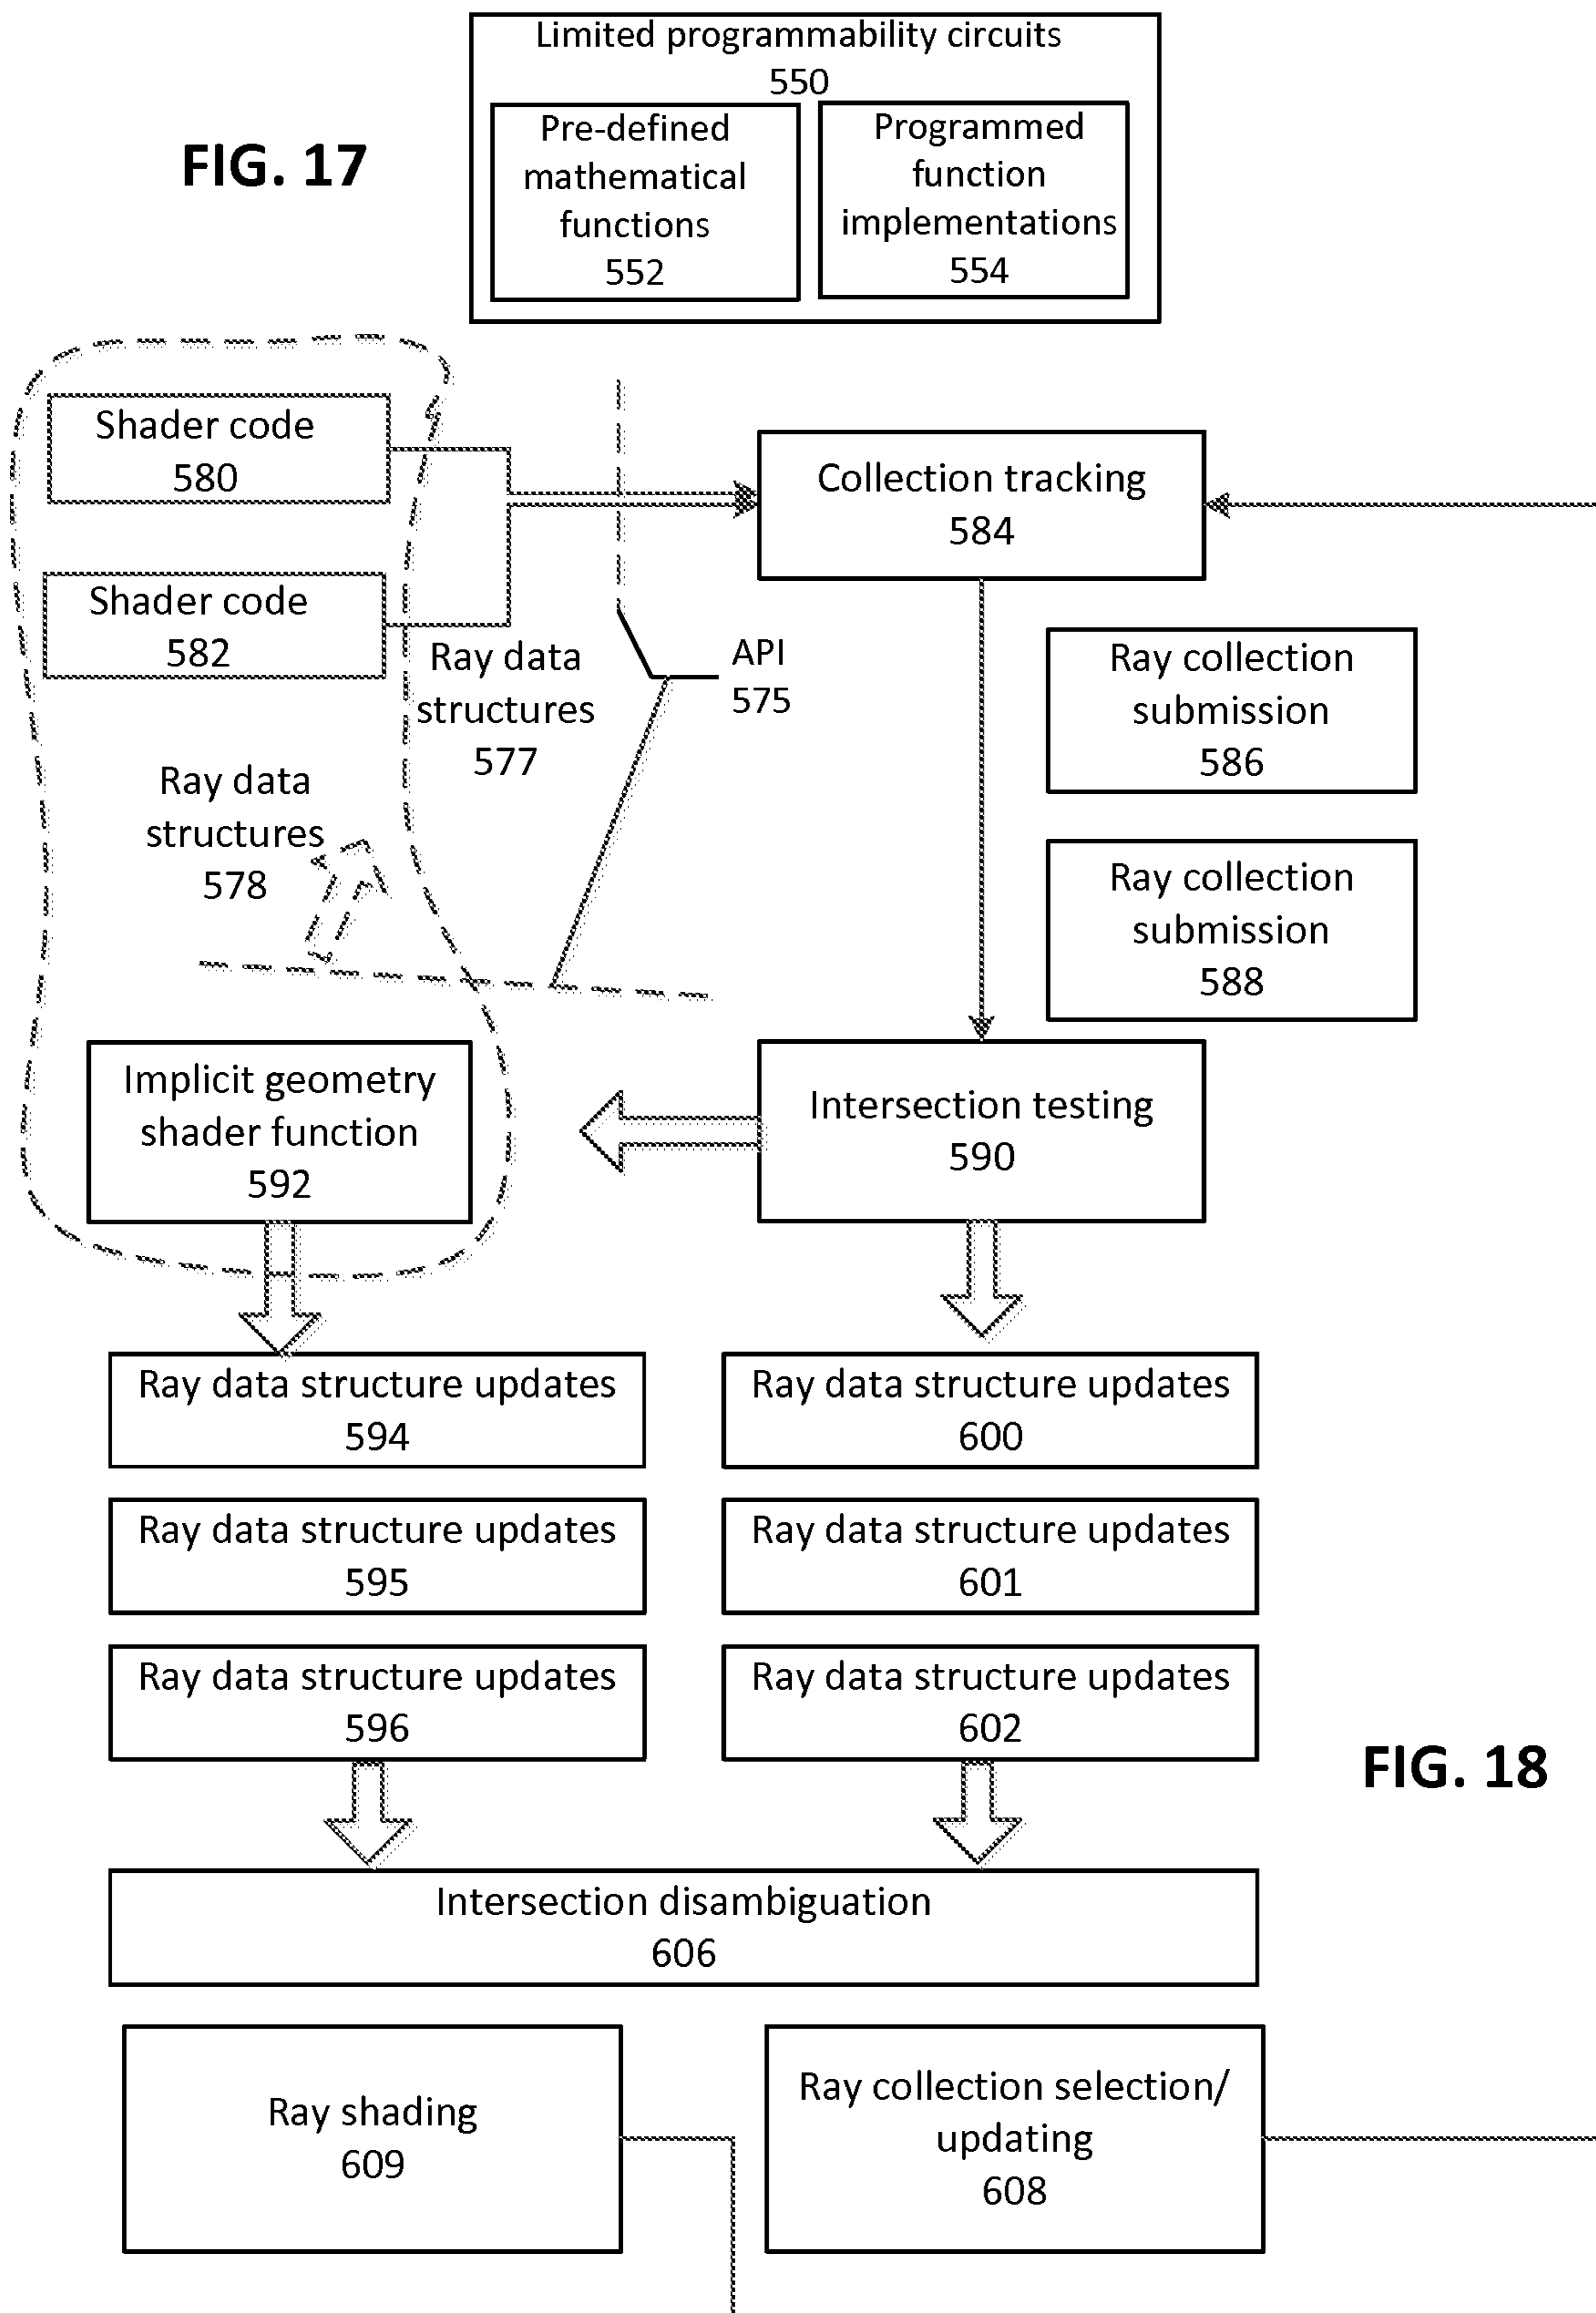 Limited programmability circuits
550
Pre-defined
mathematical
functions
552
Programmed
function
implementations
554
FIG. 17
Shader code
580
Shader code
582
Collection tracking
584
Ray data
structures
577
API
575
Ray collection
submission
586
Ray data
structures
578
Ray collection
submission
588
Implicit geometry
shader function
592
Intersection testing
590
Ray data structure updates
594
Ray data structure updates
600
Ray data structure updates
595
Ray data structure updates
601
Ray data structure updates
596
Ray data structure updates
602
FIG. 18
Intersection disambiguation
606
Ray shading
609
Ray collection selection/
updating
608